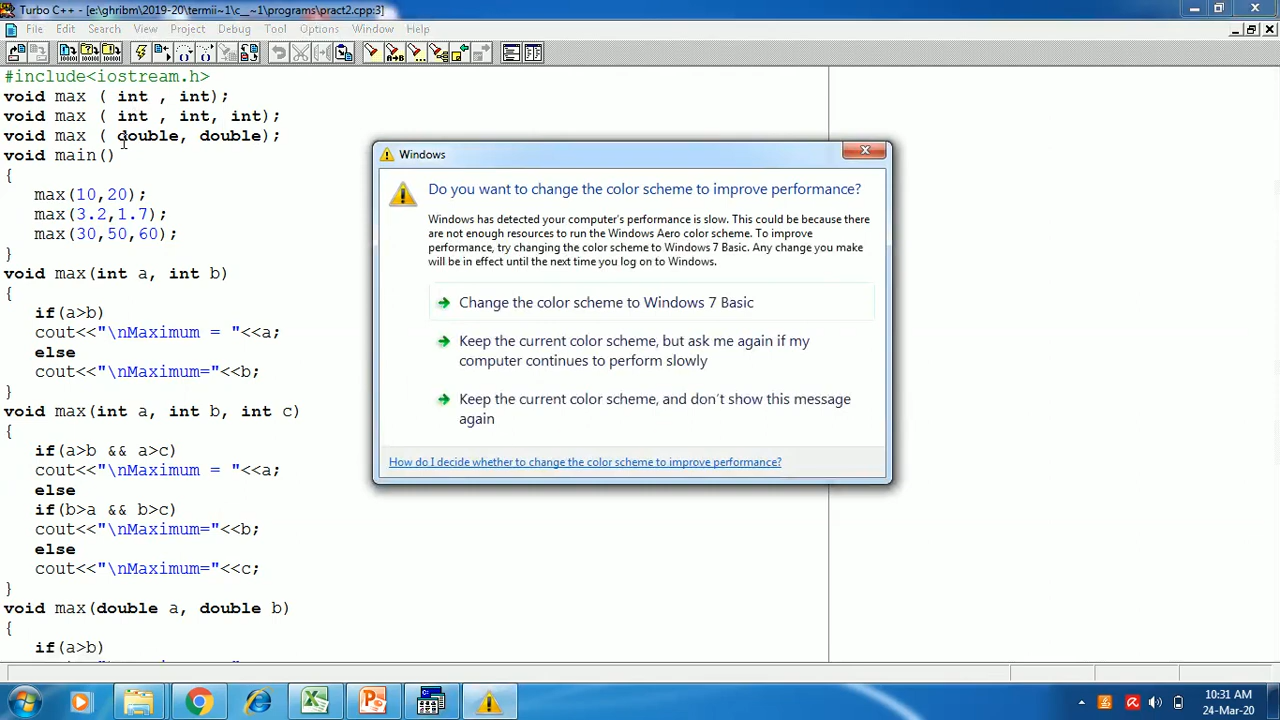 Turbo C++ - [e:\ghribm\2019-20\termii~1\c__~1\programs\pract2.cpp:3]
File Edit Search View Project Debug Tool Options Window Help
#include<iostream.h>
void max ( int , int);
void max ( int , int, int);
void max ( double, double);
void main()
{
max(10,20);
max(3.2,1.7);
max(30,50,60);
}
void max(int a, int b)
{
if(a>b)
cout<<"\nMaximum = "<<a;
else
cout<<"\nMaximum="<<b;
}
void max(int a, int b, int c)
{
if(a>b && a>c)
cout<<"\nMaximum = "<<a;
else
if(b>a && b>c)
cout<<"\nMaximum="<<b;
else
cout<<"\nMaximum="<<c;
}
void max(double a, double b)
{
if(a>b)
Windows
Do you want to change the color scheme to improve performance?
Windows has detected your computer's performance is slow. This could be because there
are not enough resources to run the Windows Aero color scheme. To improve
performance, try changing the color scheme to Windows 7 Basic. Any change you make
will be in effect until the next time you log on to Windows.
Change the color scheme to Windows 7 Basic
Keep the current color scheme, but ask me again if my
computer continues to perform slowly
Keep the current color scheme, and don't show this message
again
How do I decide whether to change the color scheme to improve performance?
10:31 AM
24-Mar-20